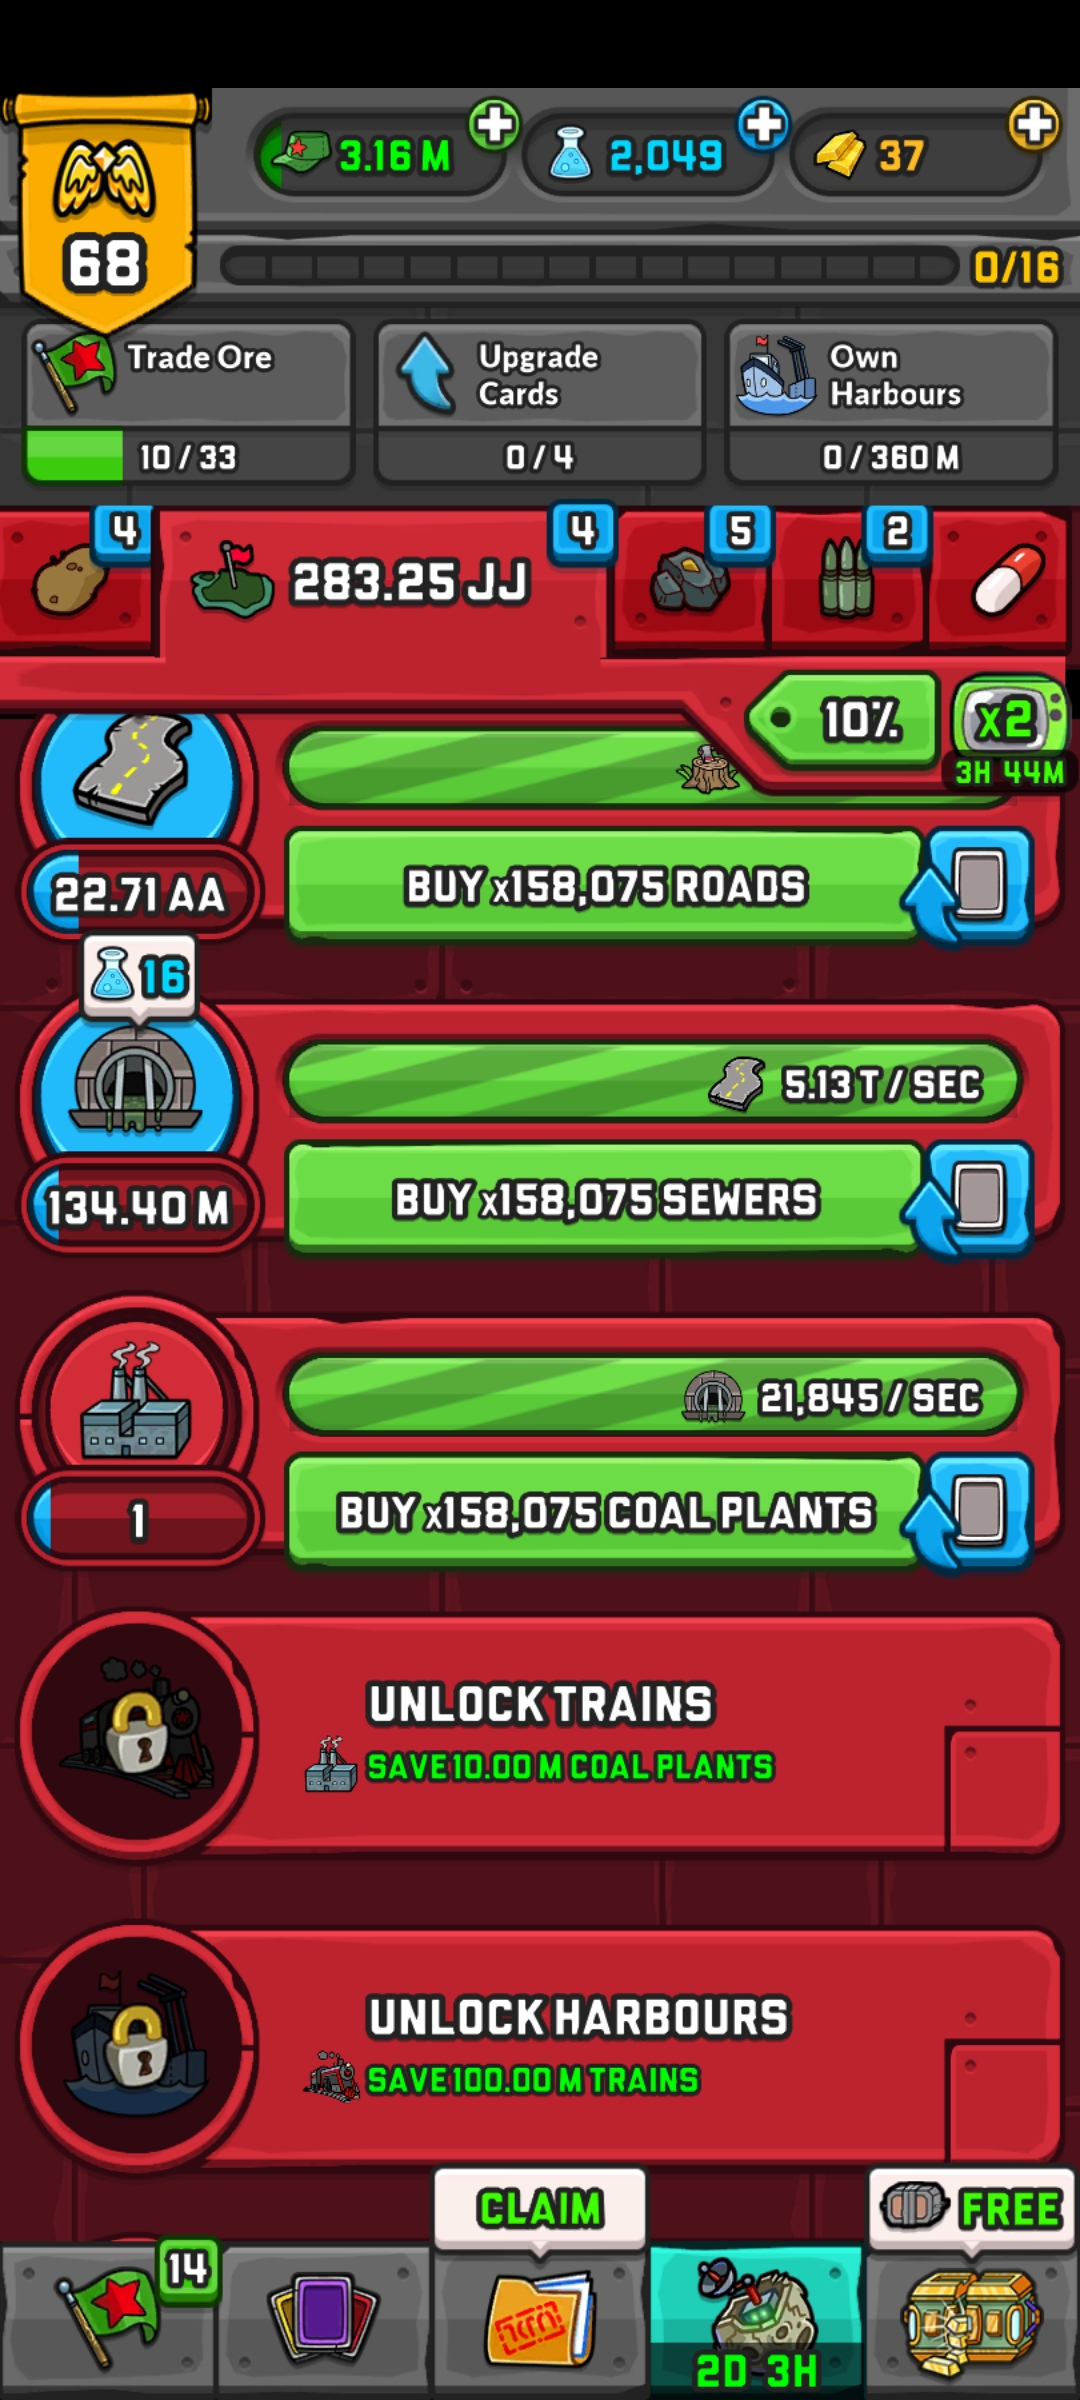 3.16 M
2,049
37
68
0/16
Trade Ore
10 / 33
Upgrade
Cards
0 / 4
Own
Harbours
0 / 360 M
4
283.25 JJ
4
5
2
10%
x2
3H 44M
22.71 AA
BUY x158,075 ROADS
16
5.13 T / SEC
134.40 M
BUY x158,075 SEWERS
21,845 / SEC
1
BUY x158,075 COAL PLANTS
UNLOCK TRAINS
SAVE 10.00 M COAL PLANTS
UNLOCK HARBOURS
SAVE 100.00 M TRAINS
CLAIM
FREE
14
2D 3H